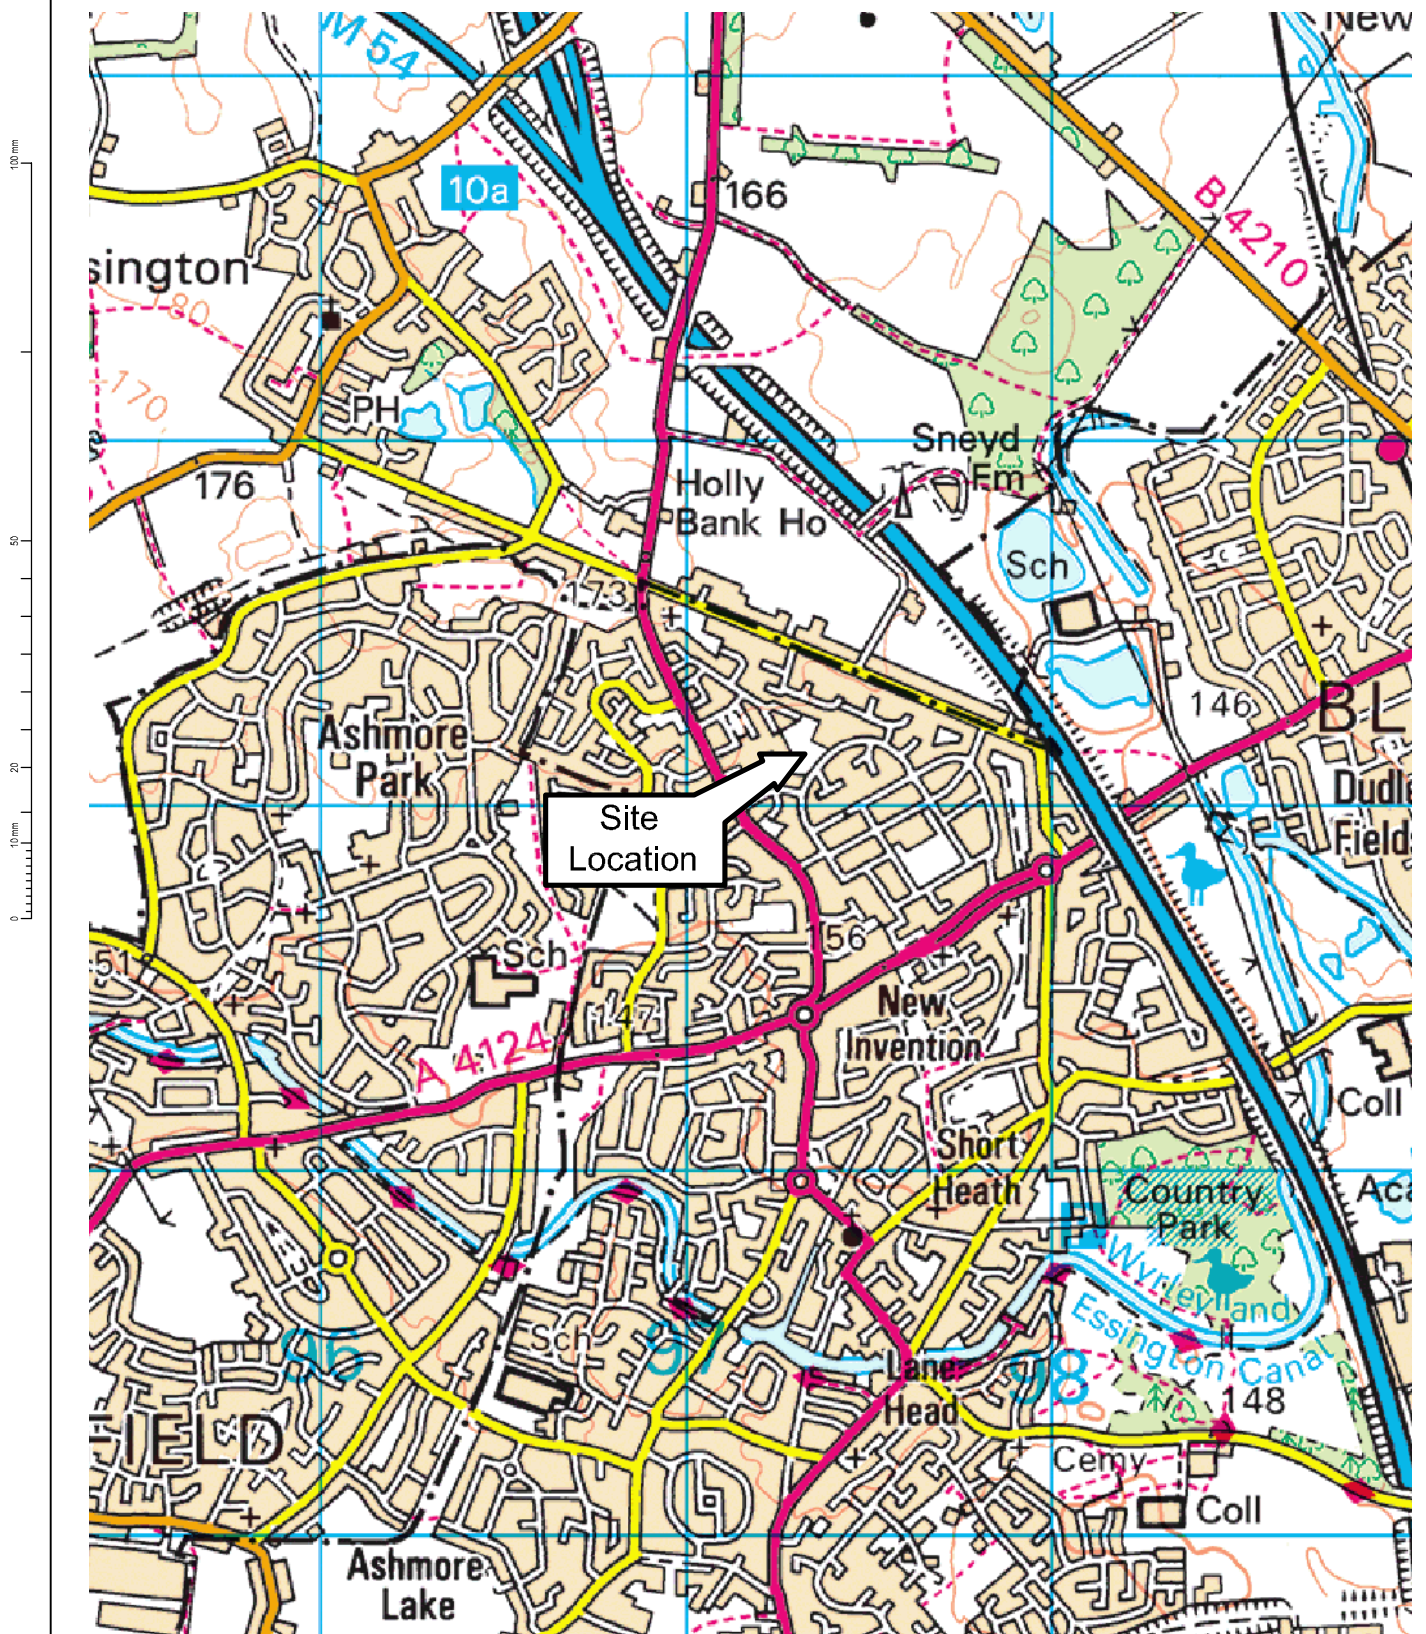 New
M 54
10a
166
B 4210
sington
180
170
PH
176
Sneyd
Fm
Holly
Bank Ho
Sch
173
146
BL
Ashmore
Park
Dudle
Fields
Site
Location
156
Sch
51
147
New
Invention
A 4124
Coll
Short
Heath
Country
Park
Aca
Wyrley and
Essington Canal
96
97
98
Sch
Lane
Head
148
FIELD
Cemy
Coll
Ashmore
Lake
100 mm
50
20
10 mm
0